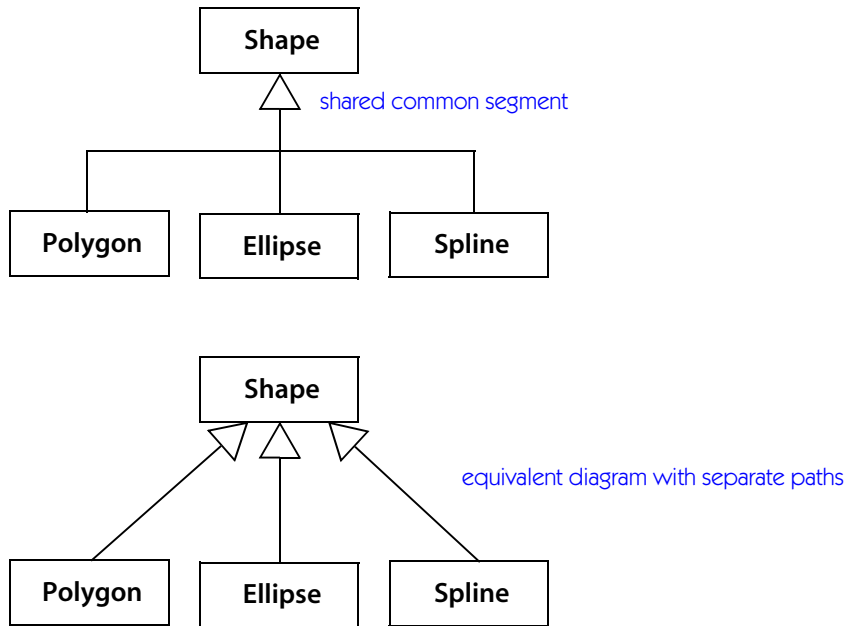 Shape
shared common segment
Polygon Ellipse Spline
Shape
equivalent diagram with separate paths
Polygon Ellipse Spline